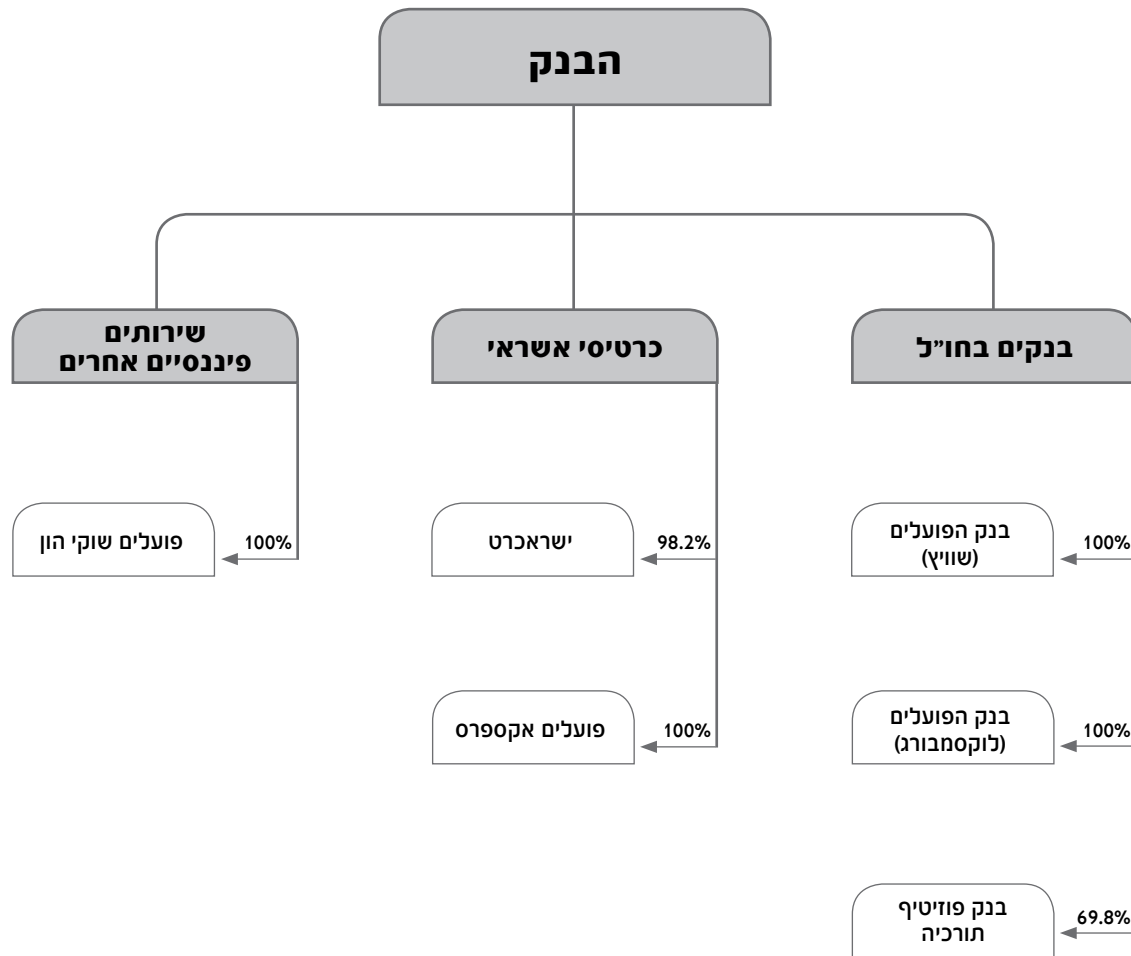 הבנק
בנקים בחו"ל
כרטיסי אשראי
שירותים
פיננסיים אחרים
בנק הפועלים
(שוויץ)
100%
ישראכרט
98.2%
פועלים שוקי הון
100%
בנק הפועלים
(לוקסמבורג)
100%
פועלים אקספרס
100%
בנק פוזיטיף
תורכיה
69.8%